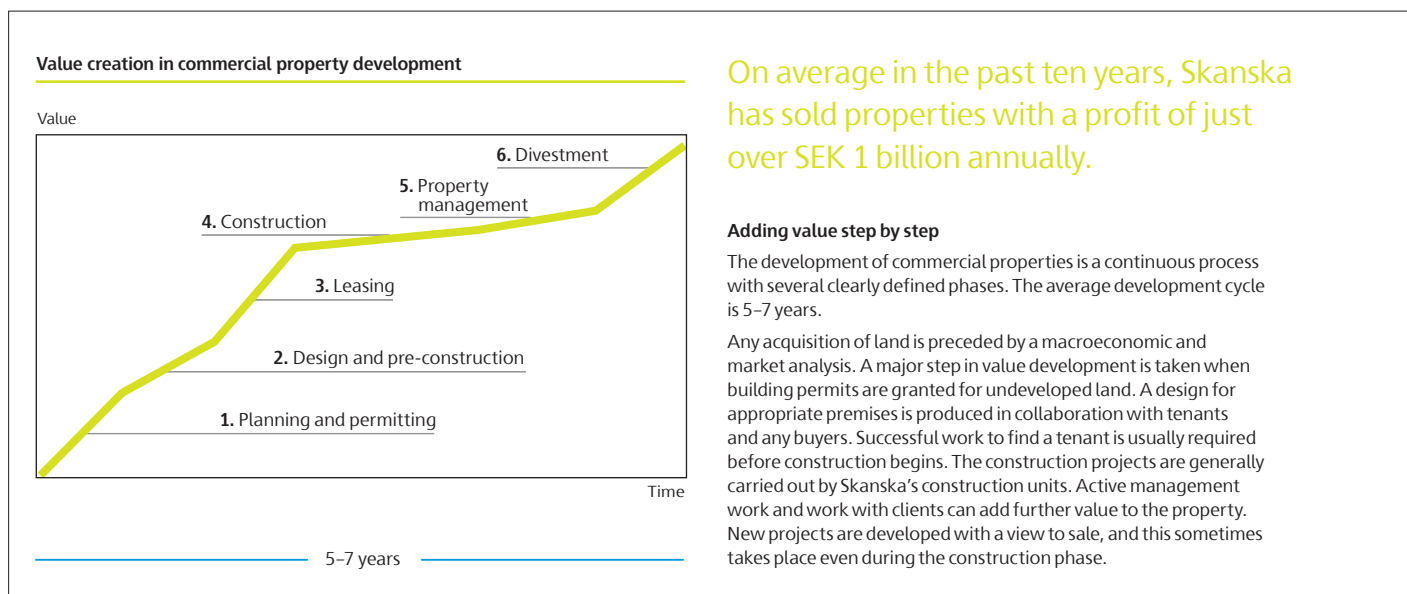 Value creation in commercial property development
Value
6. Divestment
5. Property
management
4. Construction
3. Leasing
2. Design and pre-construction
1. Planning and permitting
Time
5–7 years
On average in the past ten years, Skanska
has sold properties with a profit of just
over SEK 1 billion annually.
Adding value step by step
The development of commercial properties is a continuous process
with several clearly defined phases. The average development cycle
is 5–7 years.
Any acquisition of land is preceded by a macroeconomic and
market analysis. A major step in value development is taken when
building permits are granted for undeveloped land. A design for
appropriate premises is produced in collaboration with tenants
and any buyers. Successful work to find a tenant is usually required
before construction begins. The construction projects are generally
carried out by Skanska’s construction units. Active management
work and work with clients can add further value to the property.
New projects are developed with a view to sale, and this sometimes
takes place even during the construction phase.